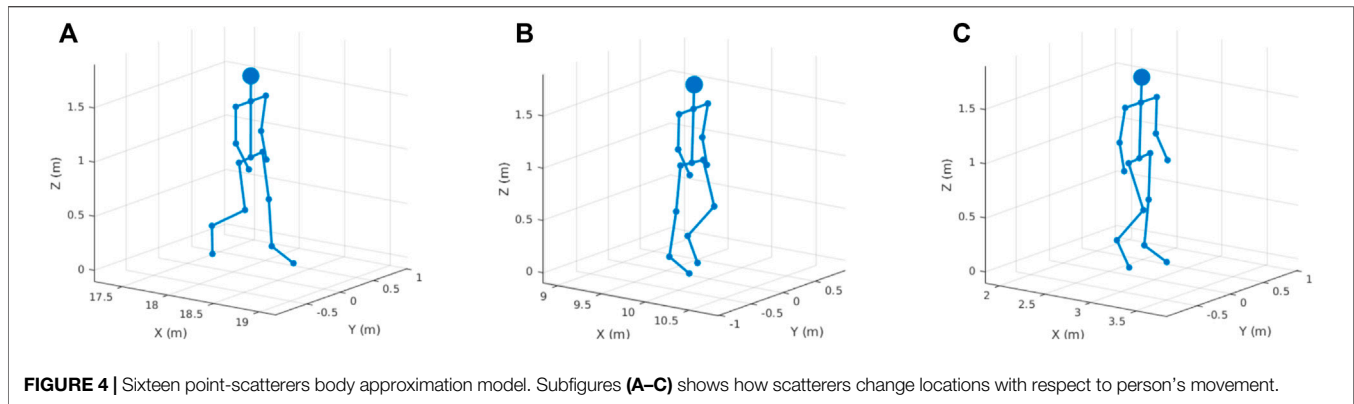 A
B
C
1.5
1
0.5
0
Z (m)
17.5
18
18.5
19
X (m)
-0.5
0
0.5
1
Y (m)
1.5
1
0.5
0
Z (m)
9
9.5
10
10.5
X (m)
-1
-0.5
0
0.5
Y (m)
1.5
1
0.5
0
Z (m)
2
2.5
3
3.5
X (m)
-0.5
0
0.5
1
Y (m)
FIGURE 4 | Sixteen point-scatterers body approximation model. Subfigures (A–C) shows how scatterers change locations with respect to person's movement.